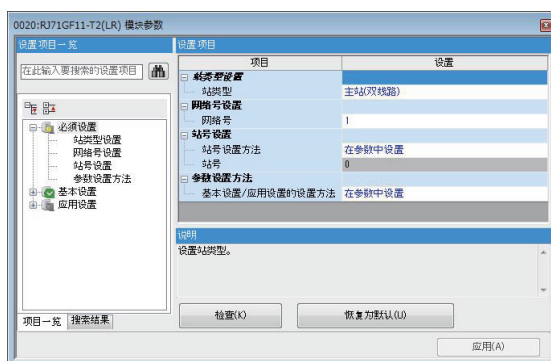 0020:RJ71GF11-T2(LR) 模块参数
设置项目一览
在此输入要搜索的设置项目
必须设置
站类型设置
网络号设置
站号设置
参数设置方法
基本设置
应用设置
项目一览 搜索结果
设置项目
项目 设置
站类型设置
站类型 主站(双线路)
网络号设置
网络号 1
站号设置
站号设置方法 在参数中设置
站号 0
参数设置方法
基本设置/应用设置的设置方法 在参数中设置
说明
设置站类型。
检查(K) 恢复为默认(U)
应用(A)